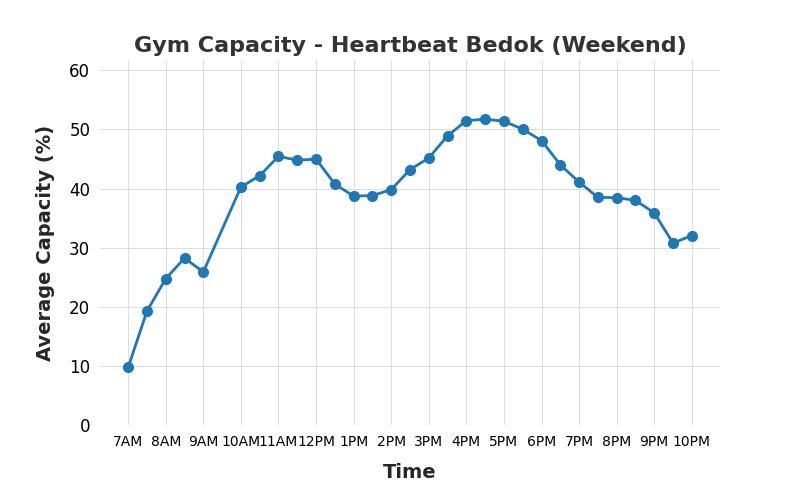 Gym Capacity - Heartbeat Bedok (Weekend)
Average Capacity (%)
60
50
40
30
20
10
0
7AM 8AM 9AM 10AM 11AM 12PM 1PM 2PM 3PM 4PM 5PM 6PM 7PM 8PM 9PM 10PM
Time